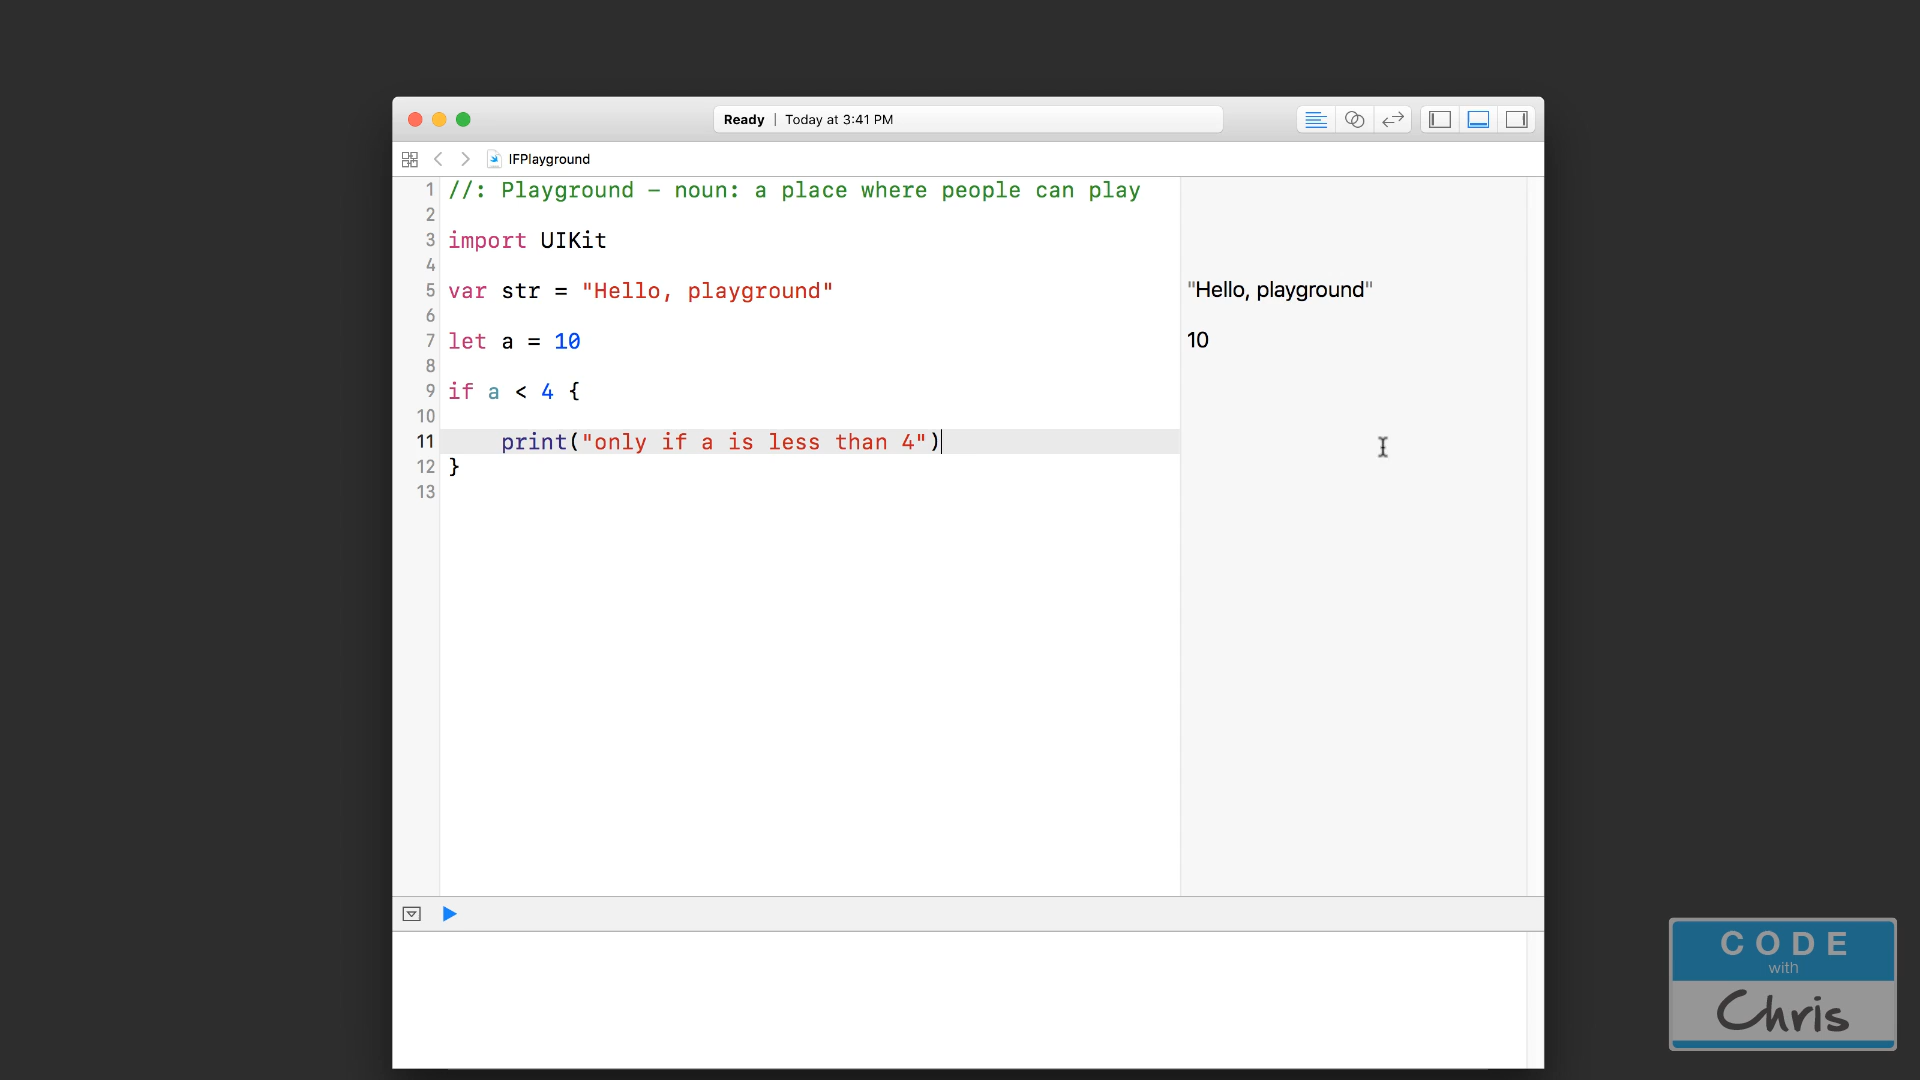 Ready | Today at 3:41 PM
IFPlayground
1 //: Playground – noun: a place where people can play
2
3 import UIKit
4
5 var str = "Hello, playground"
"Hello, playground"
6
7 let a = 10
10
8
9 if a < 4 {
10
11 print("only if a is less than 4")
12 }
13
CODE
with
Chris